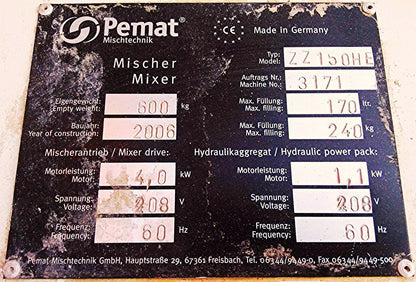 Pemat®
Mischtechnik
CE Made in Germany
Mischer
Mixer
Typ:
Model: ZZ150HE
Auftrags Nr.:
Machine No.: 3171
Eigengewicht:
Empty weight: 600 kg
Max. Füllung:
Max. filling: 170 ltr.
Baujahr:
Year of construction: 2006
Max. Füllung:
Max. filling: 240 kg
Mischerantrieb / Mixer drive:
Hydraulikaggregat / Hydraulic power pack:
Motorleistung:
Motor: 4,0 kW
Motorleistung:
Motor: 1,1 kW
Spannung:
Voltage: 208 V
Spannung:
Voltage: 208 V
Frequenz:
Frequency: 60 Hz
Frequenz:
Frequency: 60 Hz
Pemat Mischtechnik GmbH, Hauptstraße 29, 67361 Freisbach, Tel. 06344/9449-0, Fax 06344/9449-500